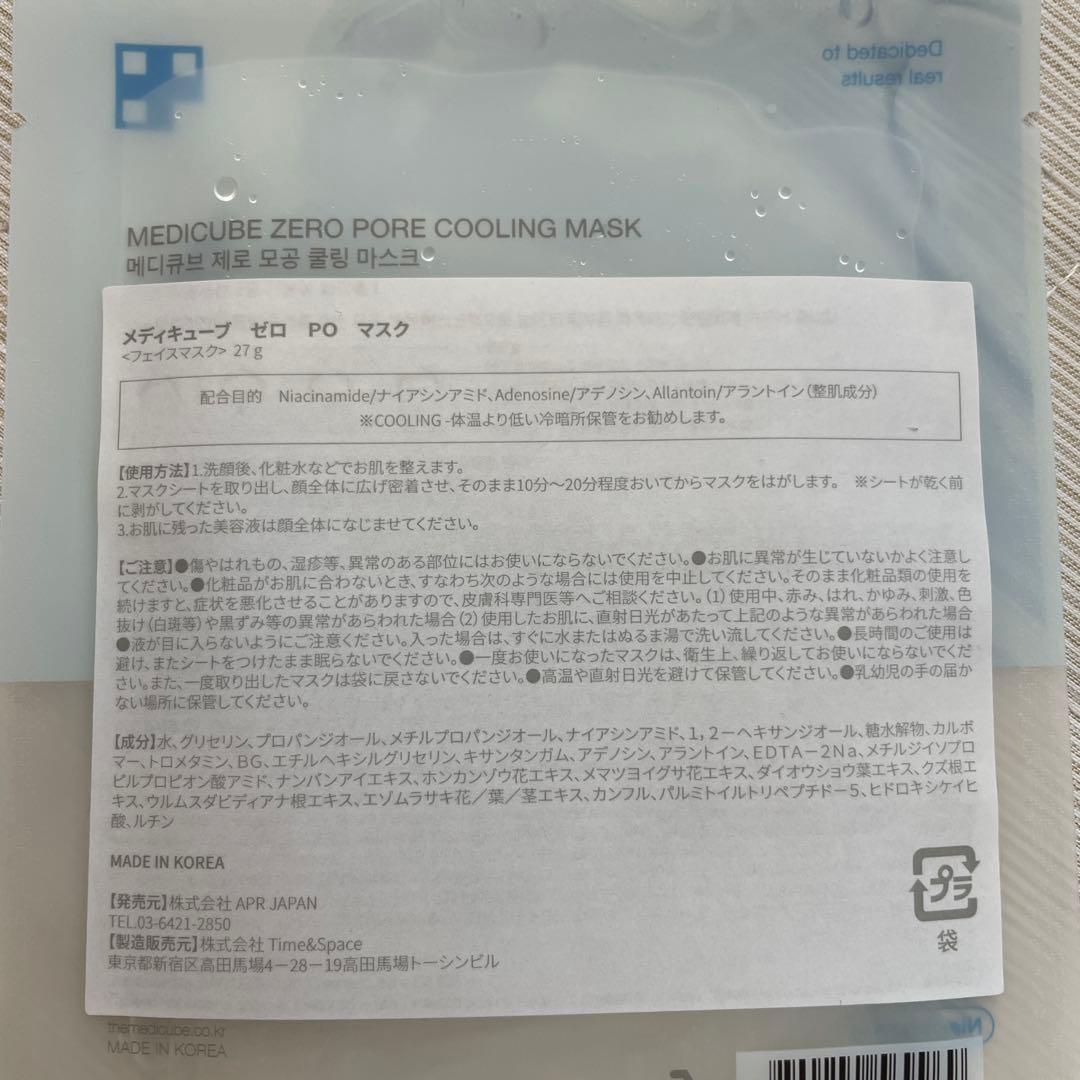 Dedicated to
real results
MEDICUBE ZERO PORE COOLING MASK
메디큐브 제로 모공 쿨링 마스크
メディキューブ　ゼロ　PO　マスク
<フェイスマスク> 27g
配合目的　Niacinamide/ナイアシンアミド、Adenosine/アデノシン、Allantoin/アラントイン（整肌成分）
※COOLING -体温より低い冷暗所保管をお勧めします。
【使用方法】1.洗顔後、化粧水などでお肌を整えます。
2.マスクシートを取り出し、顔全体に広げ密着させ、そのまま10分～20分程度おいてからマスクをはがします。　※シートが乾く前
に剥がしてください。
3.お肌に残った美容液は顔全体になじませてください。
【ご注意】●傷やはれもの、湿疹等、異常のある部位にはお使いにならないでください。●お肌に異常が生じていないかよく注意し
てください。●化粧品がお肌に合わないとき、すなわち次のような場合には使用を中止してください。そのまま化粧品類の使用を
続けますと、症状を悪化させることがありますので、皮膚科専門医等へご相談ください。（1）使用中、赤み、はれ、かゆみ、刺激、色
抜け（白斑等）や黒ずみ等の異常があらわれた場合（2）使用したお肌に、直射日光があたって上記のような異常があらわれた場合
●液が目に入らないようにご注意ください。入った場合は、すぐに水またはぬるま湯で洗い流してください。●長時間のご使用は
避け、またシートをつけたまま眠らないでください。●一度お使いになったマスクは、衛生上、繰り返してお使いにならないでくだ
さい。また、一度取り出したマスクは袋に戻さないでください。●高温や直射日光を避けて保管してください。●乳幼児の手の届か
ない場所に保管してください。
【成分】水、グリセリン、プロパンジオール、メチルプロパンジオール、ナイアシンアミド、１,２－ヘキサンジオール、糖水解物、カルボ
マー、トロメタミン、ＢＧ、エチルヘキシルグリセリン、キサンタンガム、アデノシン、アラントイン、ＥＤＴＡ－２Ｎａ、メチルジイソプロ
ピルプロピオン酸アミド、ナンバンアイエキス、ホンカンゾウ花エキス、メマツヨイグサ花エキス、ダイオウショウ葉エキス、クズ根エ
キス、ウルムスダビディアナ根エキス、エゾムラサキ花／葉／茎エキス、カンフル、パルミトイルトリペプチド－５、ヒドロキシケイヒ
酸、ルチン
MADE IN KOREA
【発売元】株式会社 APR JAPAN
TEL.03-6421-2850
【製造販売元】株式会社 Time&Space
東京都新宿区高田馬場4－28－19高田馬場トーシンビル
プラ
袋
themedicube.co.kr
MADE IN KOREA